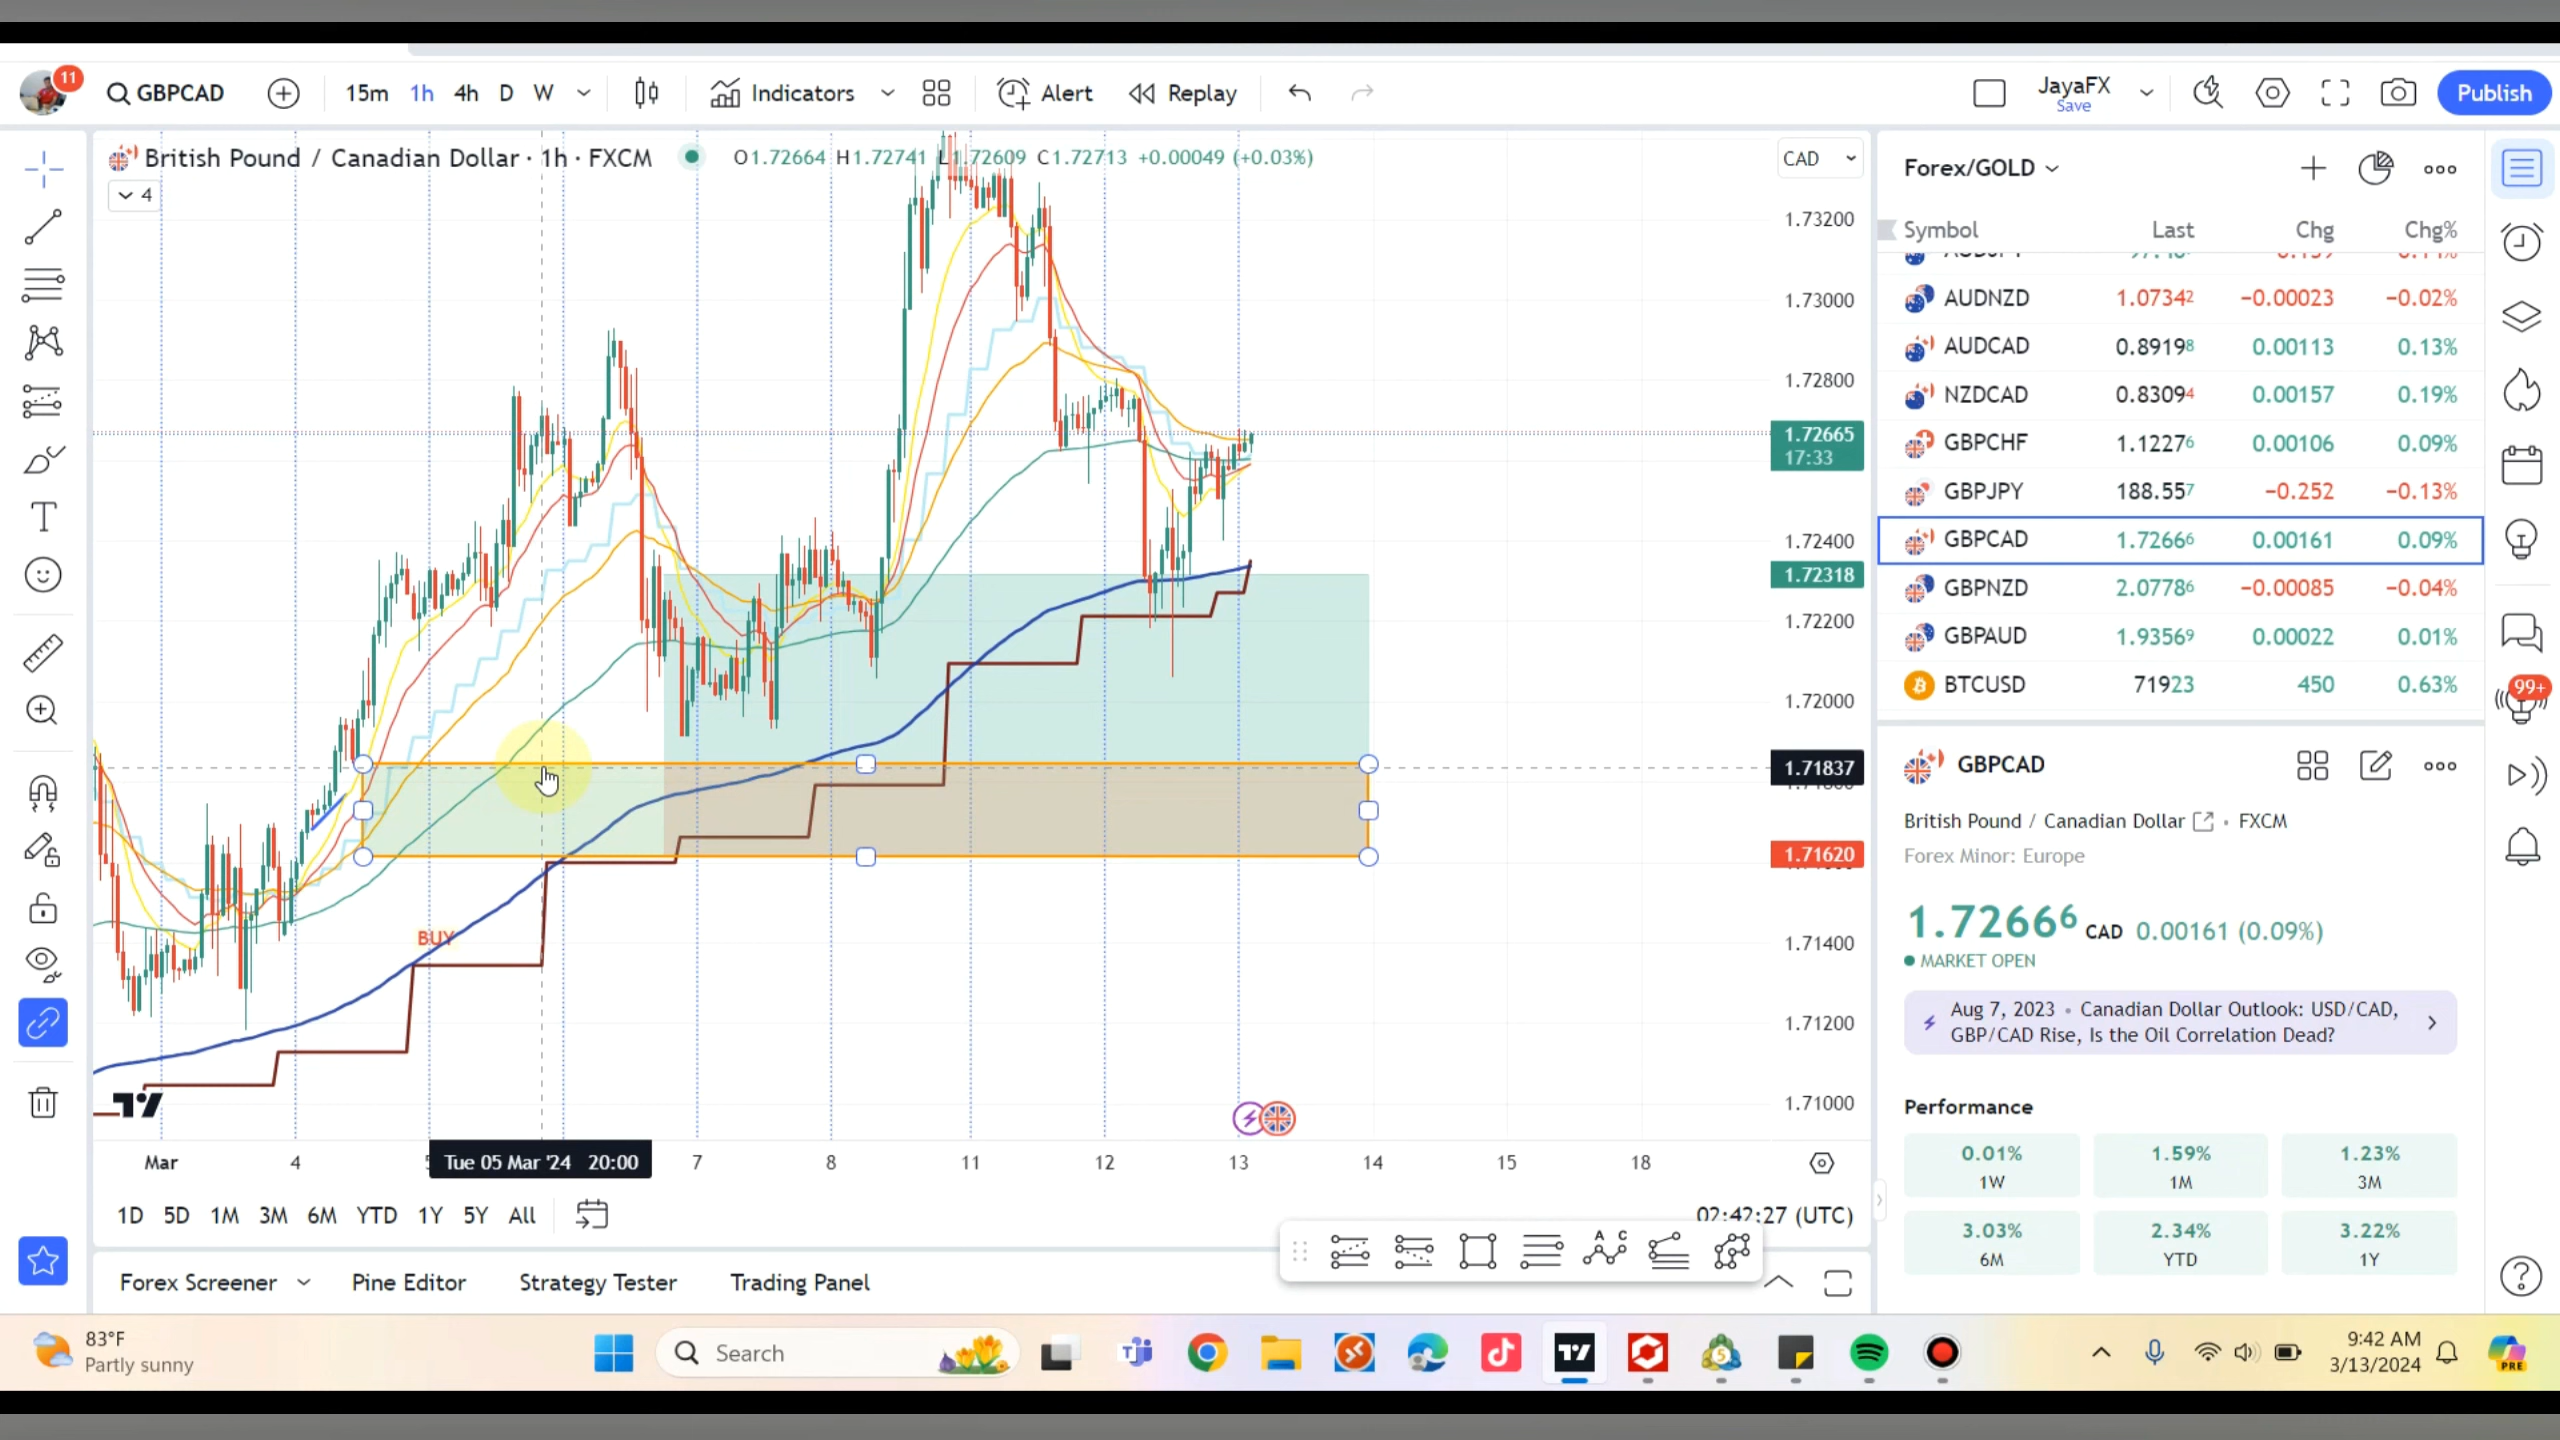 11
GBPCAD
15m 1h 4h D W
Indicators
Alert
Replay
JayaFX
Save
Publish
British Pound / Canadian Dollar · 1h · FXCM
O1.72664 H1.72741 L1.72609 C1.72713 +0.00049 (+0.03%)
4
CAD
1.73200
1.73000
1.72800
1.72665
17:33
1.72400
1.72318
1.72200
1.72000
1.71837
1.71620
1.71400
1.71200
1.71000
BUY
Mar 4 Tue 05 Mar '24 20:00 7 8 11 12 13 14 15 18
1D 5D 1M 3M 6M YTD 1Y 5Y All
02:42:27 (UTC)
Forex Screener Pine Editor Strategy Tester Trading Panel
Forex/GOLD
Symbol Last Chg Chg%
AUDNZD 1.07342 −0.00023 −0.02%
AUDCAD 0.89198 0.00113 0.13%
NZDCAD 0.83094 0.00157 0.19%
GBPCHF 1.12276 0.00106 0.09%
GBPJPY 188.557 −0.252 −0.13%
GBPCAD 1.72666 0.00161 0.09%
GBPNZD 2.07786 −0.00085 −0.04%
GBPAUD 1.93569 0.00022 0.01%
BTCUSD 71923 450 0.63%
99+
GBPCAD
British Pound / Canadian Dollar • FXCM
Forex Minor: Europe
1.72666 CAD 0.00161 (0.09%)
MARKET OPEN
Aug 7, 2023 • Canadian Dollar Outlook: USD/CAD,
GBP/CAD Rise, Is the Oil Correlation Dead?
Performance
0.01% 1.59% 1.23%
1W 1M 3M
3.03% 2.34% 3.22%
6M YTD 1Y
83°F
Partly sunny
Search
9:42 AM
3/13/2024
PRE